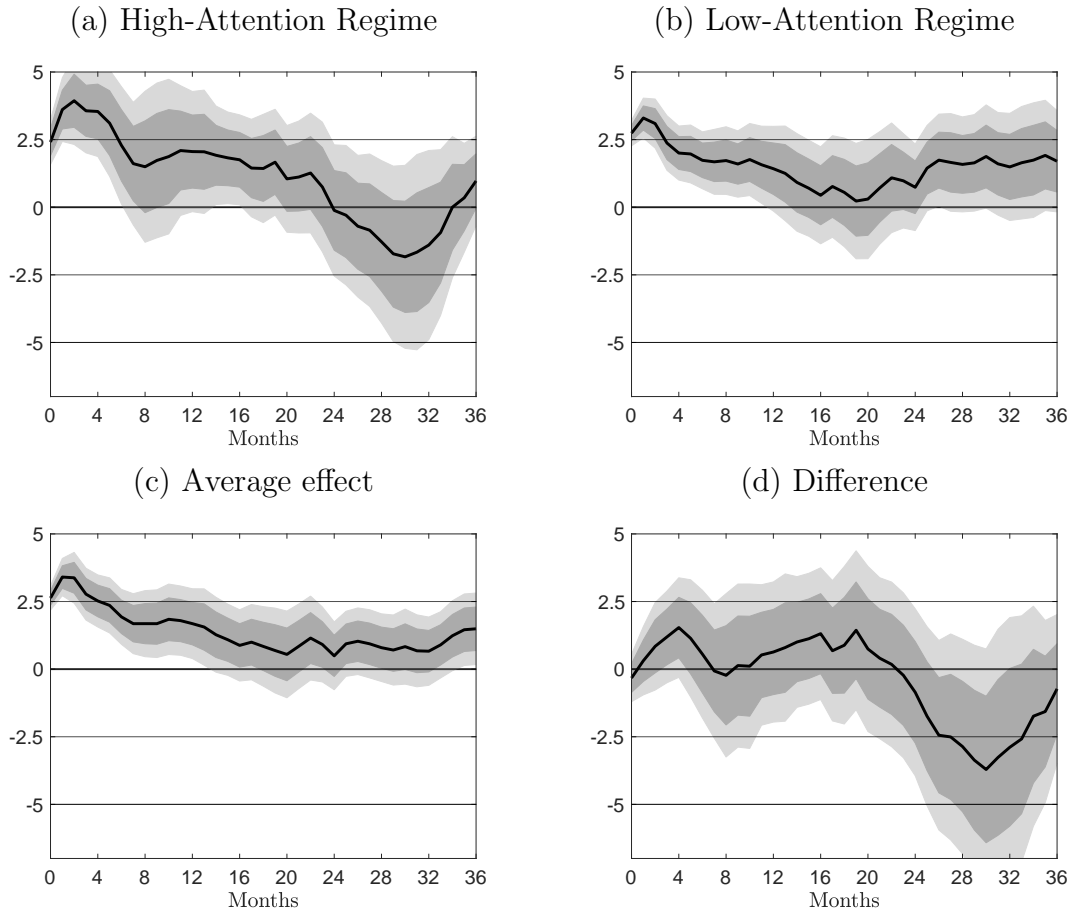 (a) High-Attention Regime
5
2.5
0
-2.5
-5
0 4 8 12 16 20 24 28 32 36
Months
(b) Low-Attention Regime
5
2.5
0
-2.5
-5
0 4 8 12 16 20 24 28 32 36
Months
(c) Average effect
5
2.5
0
-2.5
-5
0 4 8 12 16 20 24 28 32 36
Months
(d) Difference
5
2.5
0
-2.5
-5
0 4 8 12 16 20 24 28 32 36
Months